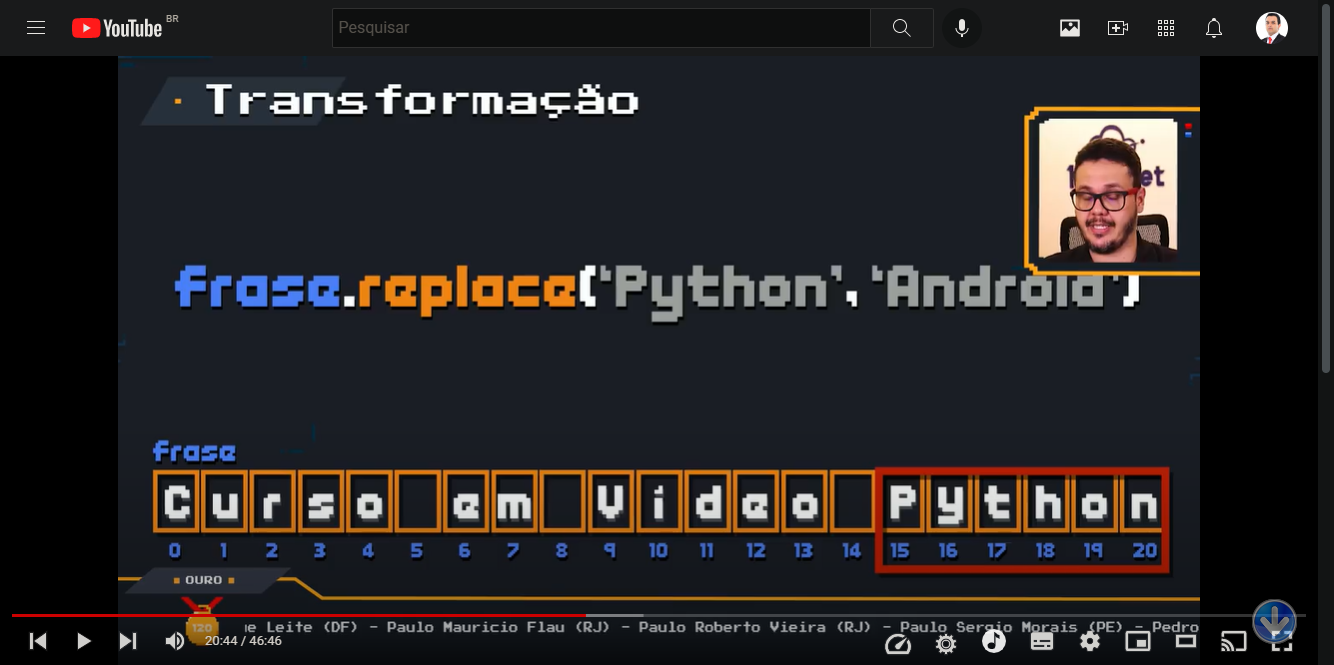 YouTube BR
Pesquisar
Transformação
frase.replace('Python', 'Android')
frase
C u r s o e m V í d e o P y t h o n
0 1 2 3 4 5 6 7 8 9 10 11 12 13 14 15 16 17 18 19 20
OURO
120
Leite (DF) - Paulo Mauricio Flau (RJ) - Paulo Roberto Vieira (RJ) - Paulo Sergio Morais (PE) - Pedro
20:44 / 46:46